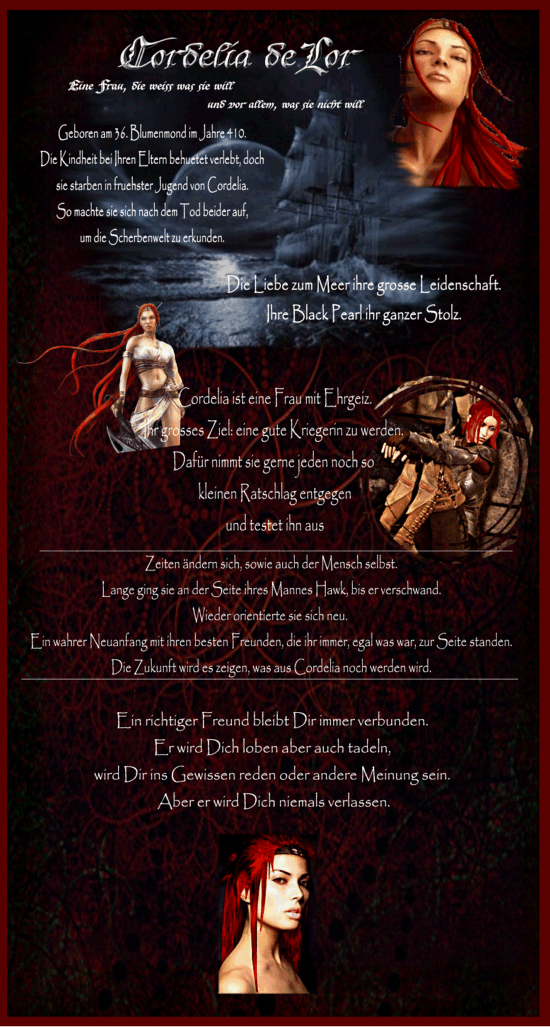 Cordelia de Lor
Eine Frau, die weiss was sie will
und vor allem, was sie nicht will
Geboren am 36. Blumenmond im Jahre 410.
Die Kindheit bei Ihren Eltern behuetet verlebt, doch
sie starben in fruehster Jugend von Cordelia.
So machte sie sich nach dem Tod beider auf,
um die Scherbenwelt zu erkunden.
Die Liebe zum Meer ihre grosse Leidenschaft.
Ihre Black Pearl ihr ganzer Stolz.
Cordelia ist eine Frau mit Ehrgeiz.
Ihr grosses Ziel: eine gute Kriegerin zu werden.
Dafür nimmt sie gerne jeden noch so
kleinen Ratschlag entgegen
und testet ihn aus
Zeiten ändern sich, sowie auch der Mensch selbst.
Lange ging sie an der Seite ihres Mannes Hawk, bis er verschwand.
Wieder orientierte sie sich neu.
Ein wahrer Neuanfang mit ihren besten Freunden, die ihr immer, egal was war, zur Seite standen.
Die Zukunft wird es zeigen, was aus Cordelia noch werden wird.
Ein richtiger Freund bleibt Dir immer verbunden.
Er wird Dich loben aber auch tadeln,
wird Dir ins Gewissen reden oder andere Meinung sein.
Aber er wird Dich niemals verlassen.